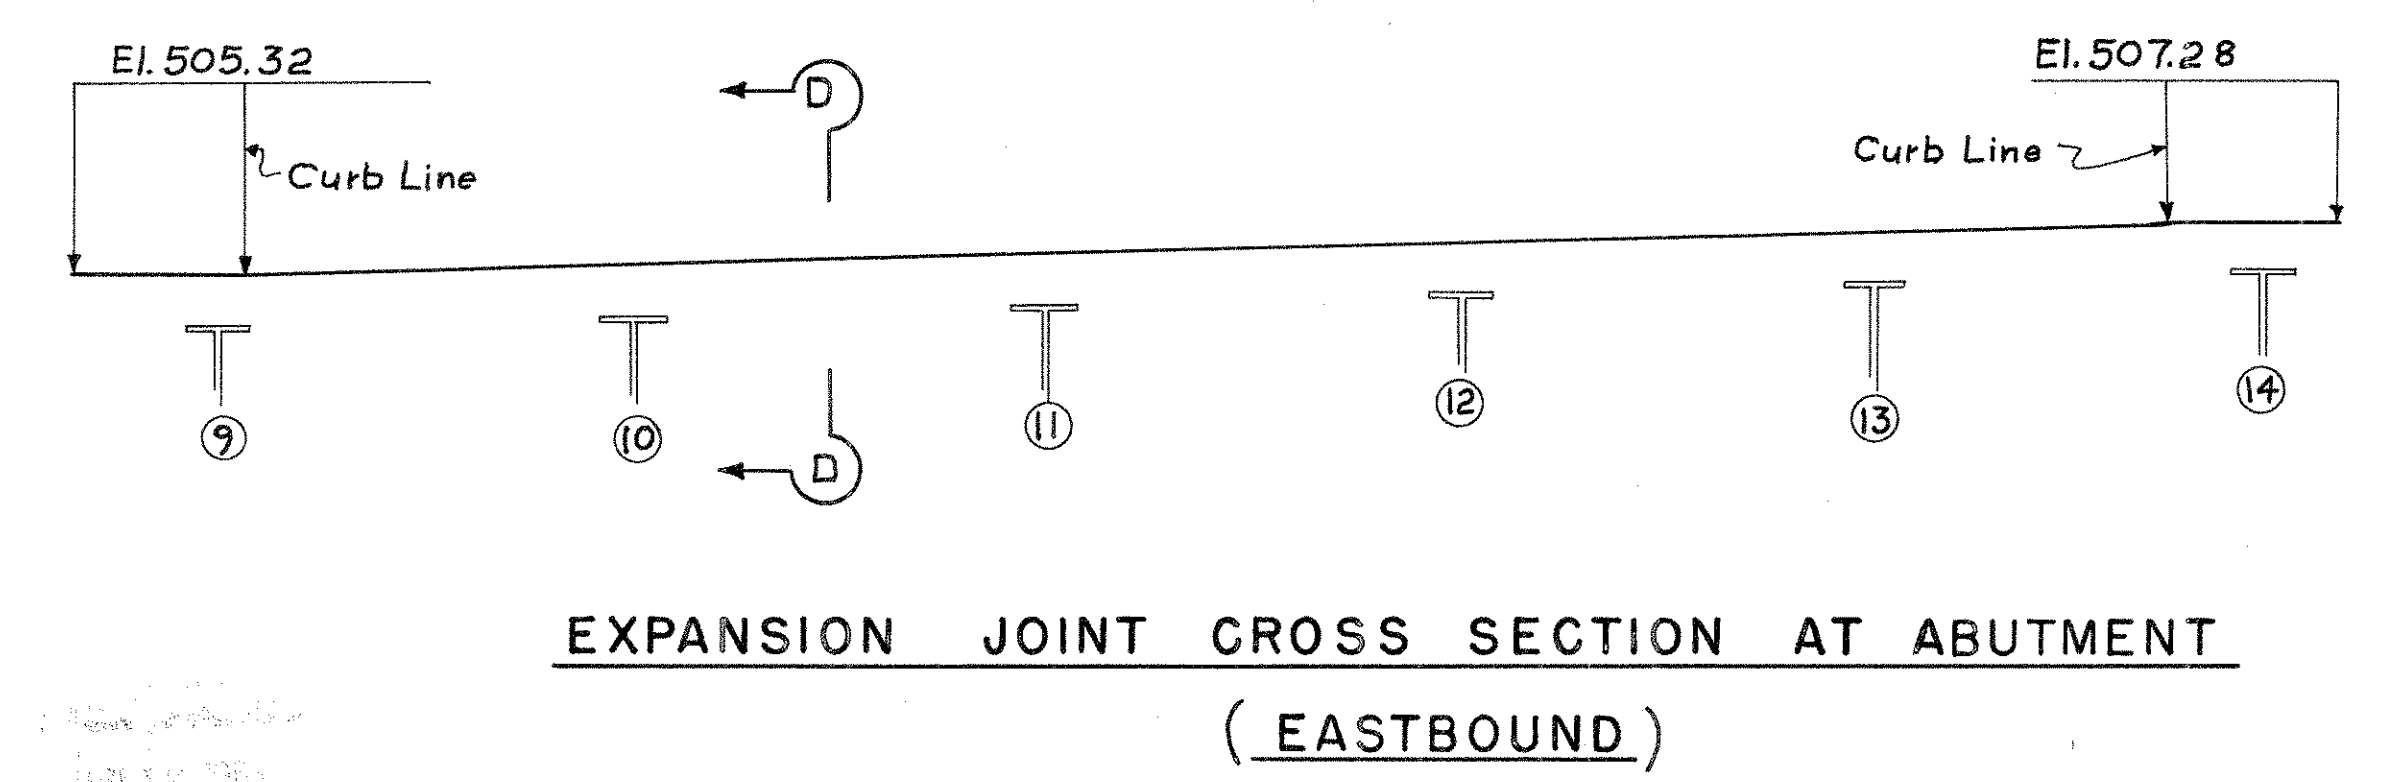 El. 505.32
El. 507.28
D
Curb Line
Curb Line
9
10
11
12
13
14
D
EXPANSION JOINT CROSS SECTION AT ABUTMENT
(EASTBOUND)